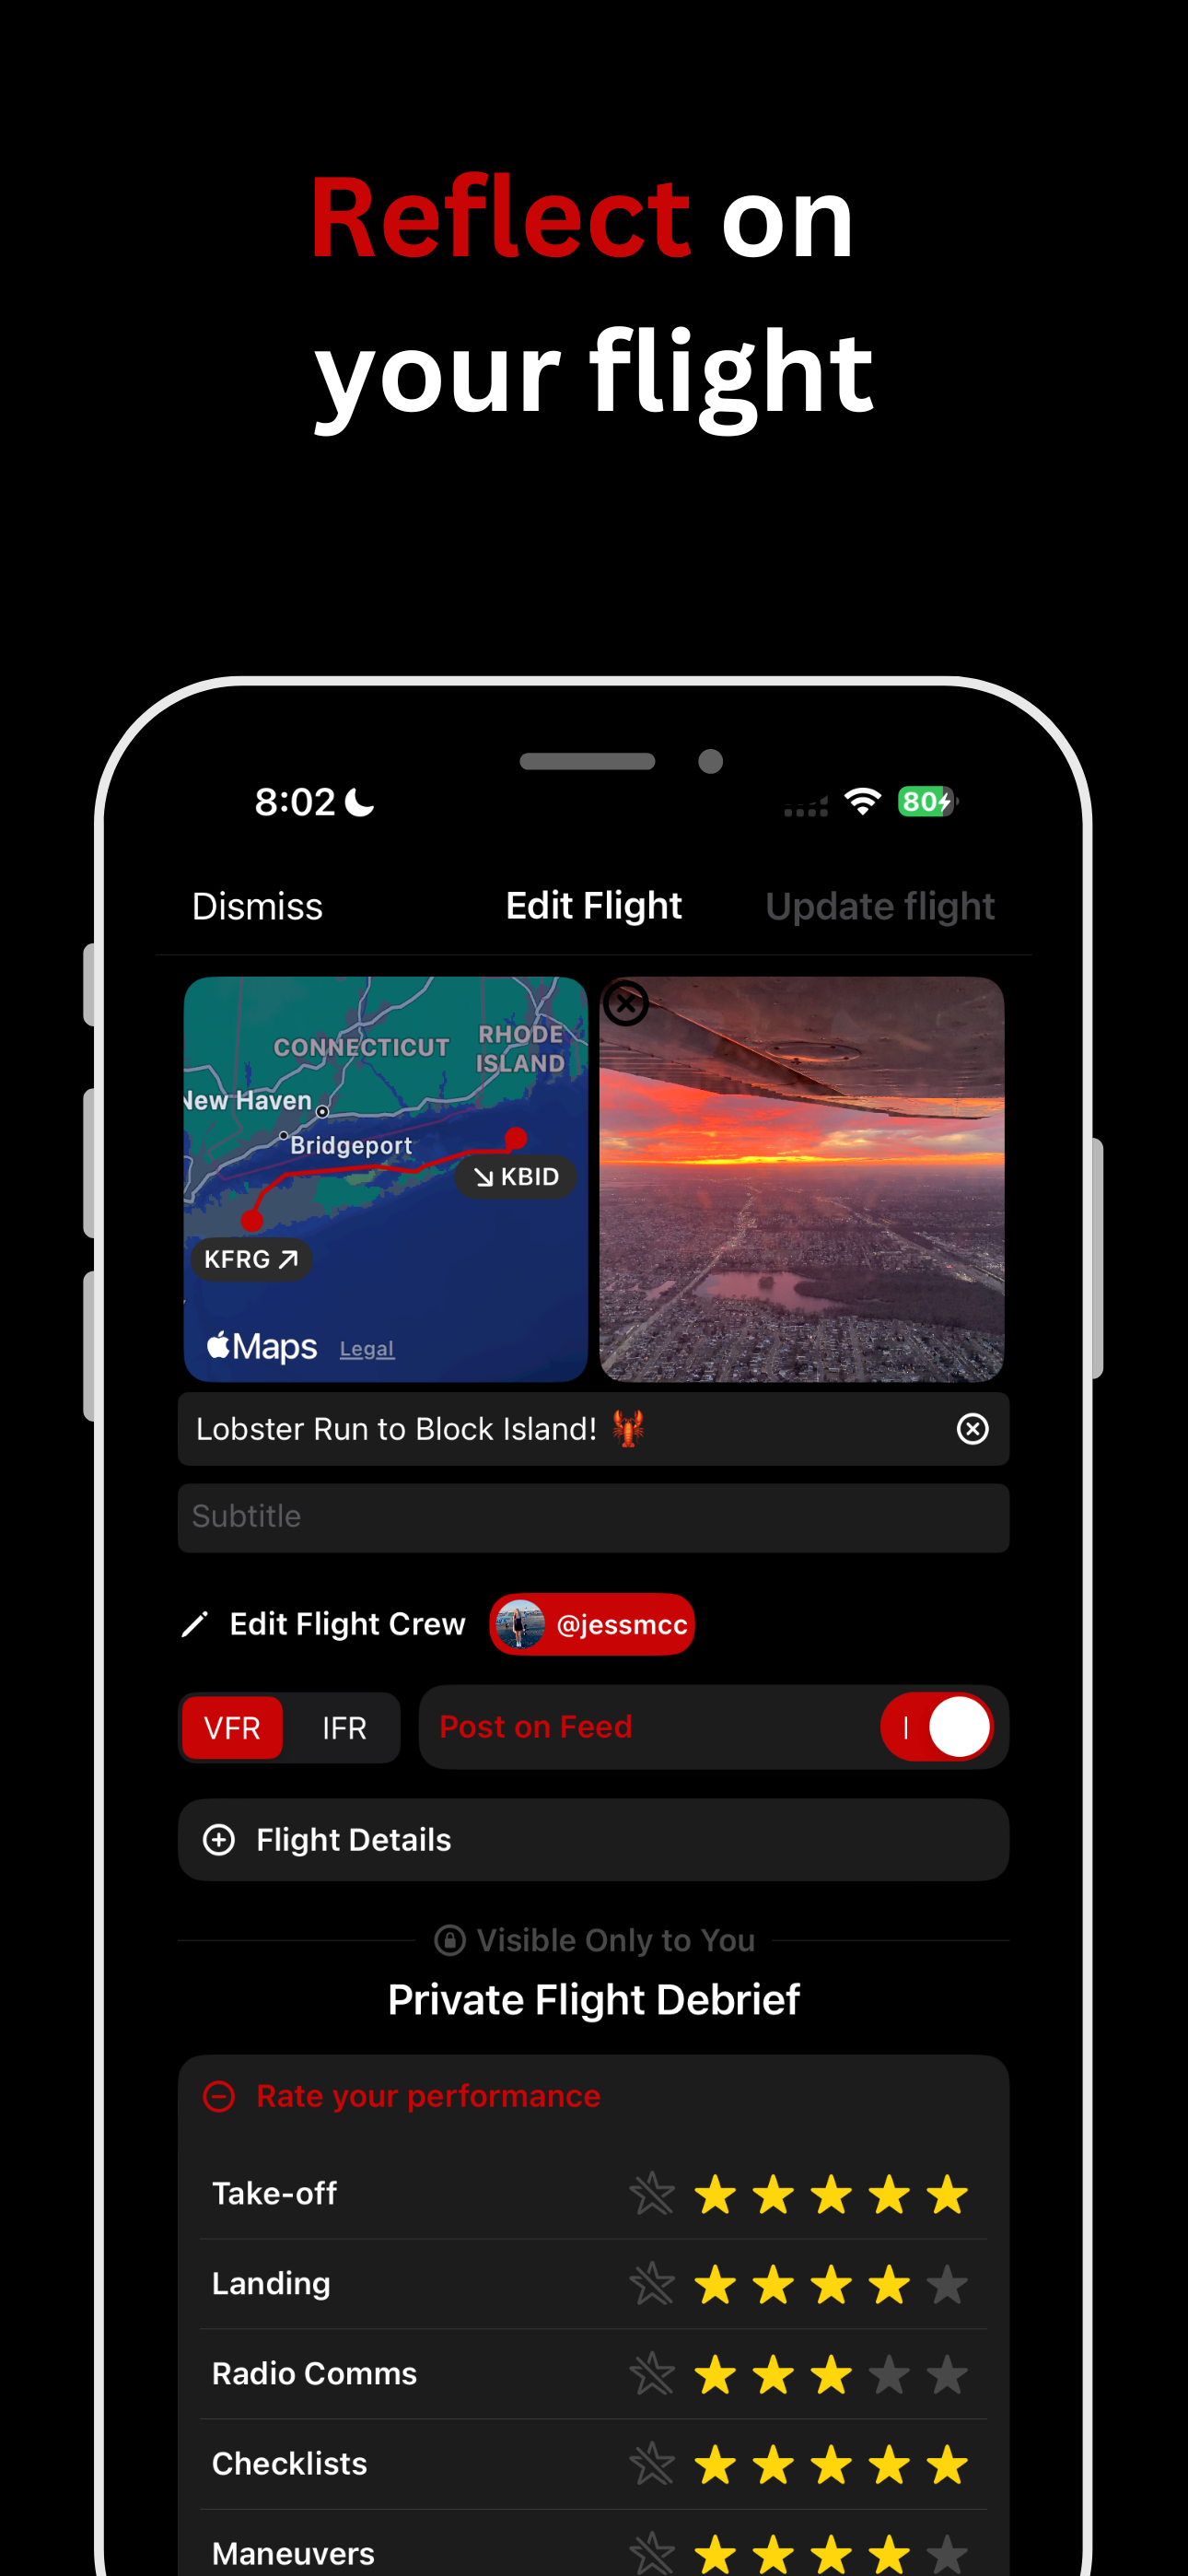 Reflect on
your flight
8:02
80
Dismiss
Edit Flight
Update flight
CONNECTICUT
RHODE
ISLAND
New Haven
Bridgeport
KBID
KFRG
Maps
Legal
Lobster Run to Block Island! 🦞
Subtitle
Edit Flight Crew
@jessmcc
VFR
IFR
Post on Feed
Flight Details
Visible Only to You
Private Flight Debrief
Rate your performance
Take-off
Landing
Radio Comms
Checklists
Maneuvers